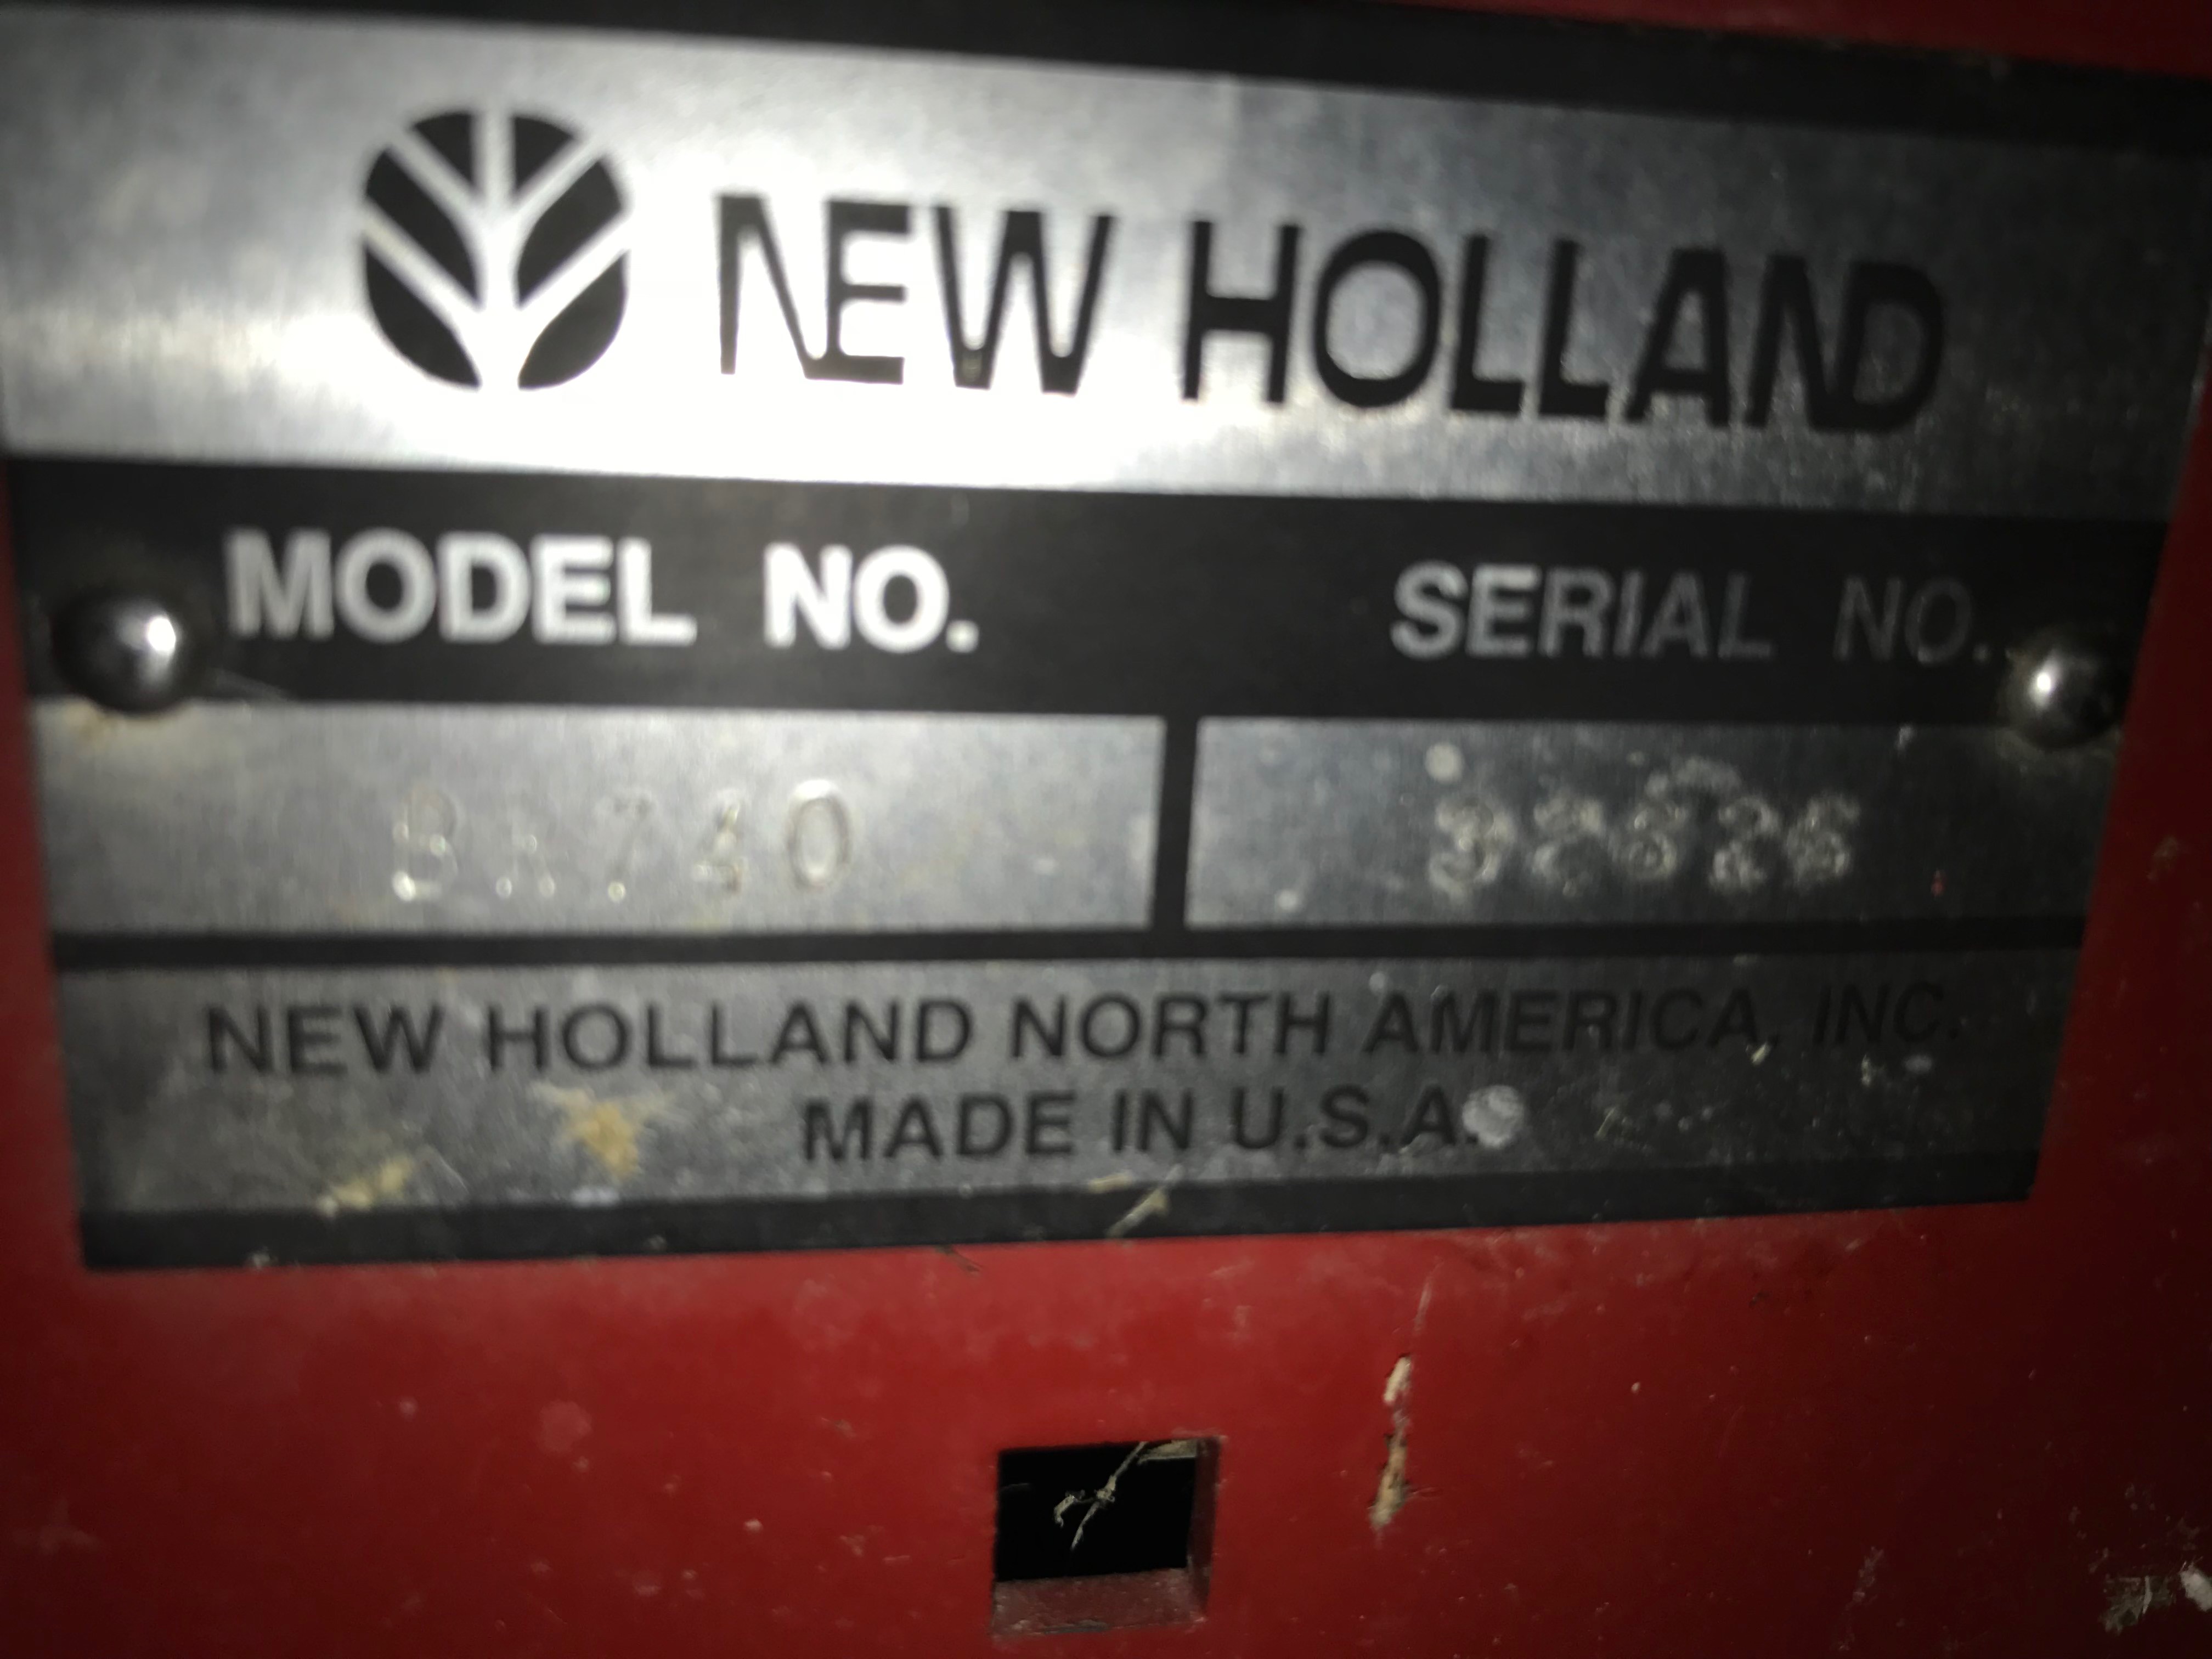 NEW HOLLAND
MODEL NO. SERIAL NO.
BR740
NEW HOLLAND NORTH AMERICA, INC.
MADE IN U.S.A.